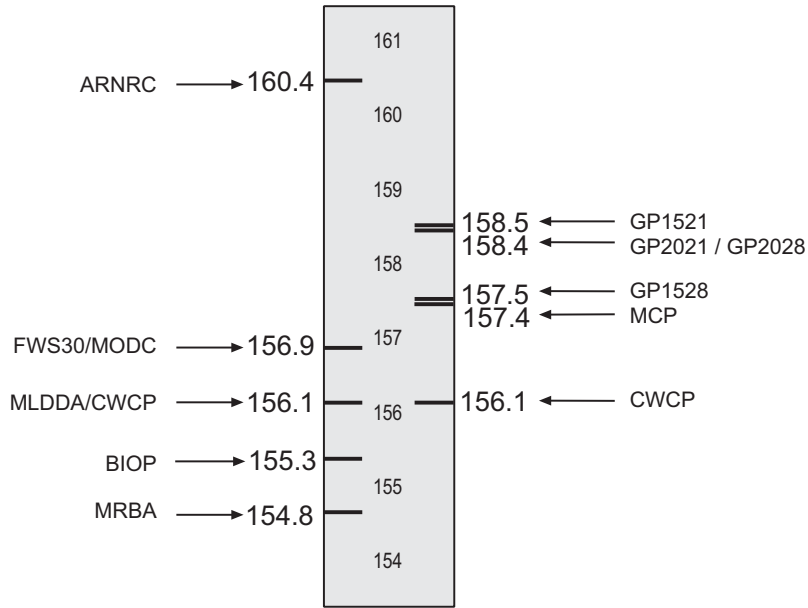 161
ARNRC 160.4
160
159
158.5 GP1521
158.4 GP2021 / GP2028
158
157.5 GP1528
157.4 MCP
157
FWS30/MODC 156.9
MLDDA/CWCP 156.1
156
156.1 CWCP
BIOP 155.3
155
MRBA 154.8
154